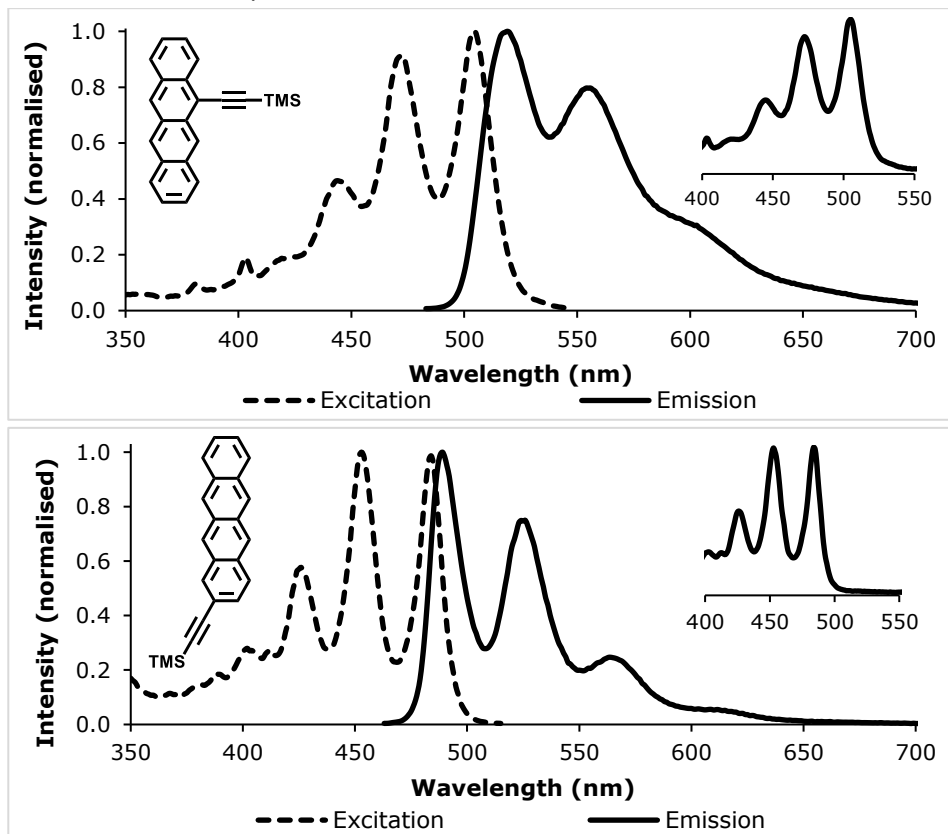 Intensity (normalised)
1.0
0.8
0.6
0.4
0.2
0.0
TMS
400 450 500 550
350 400 450 500 550 600 650 700
Wavelength (nm)
Excitation Emission
Intensity (normalised)
1.0
0.8
0.6
0.4
0.2
0.0
TMS
400 450 500 550
350 400 450 500 550 600 650 700
Wavelength (nm)
Excitation Emission